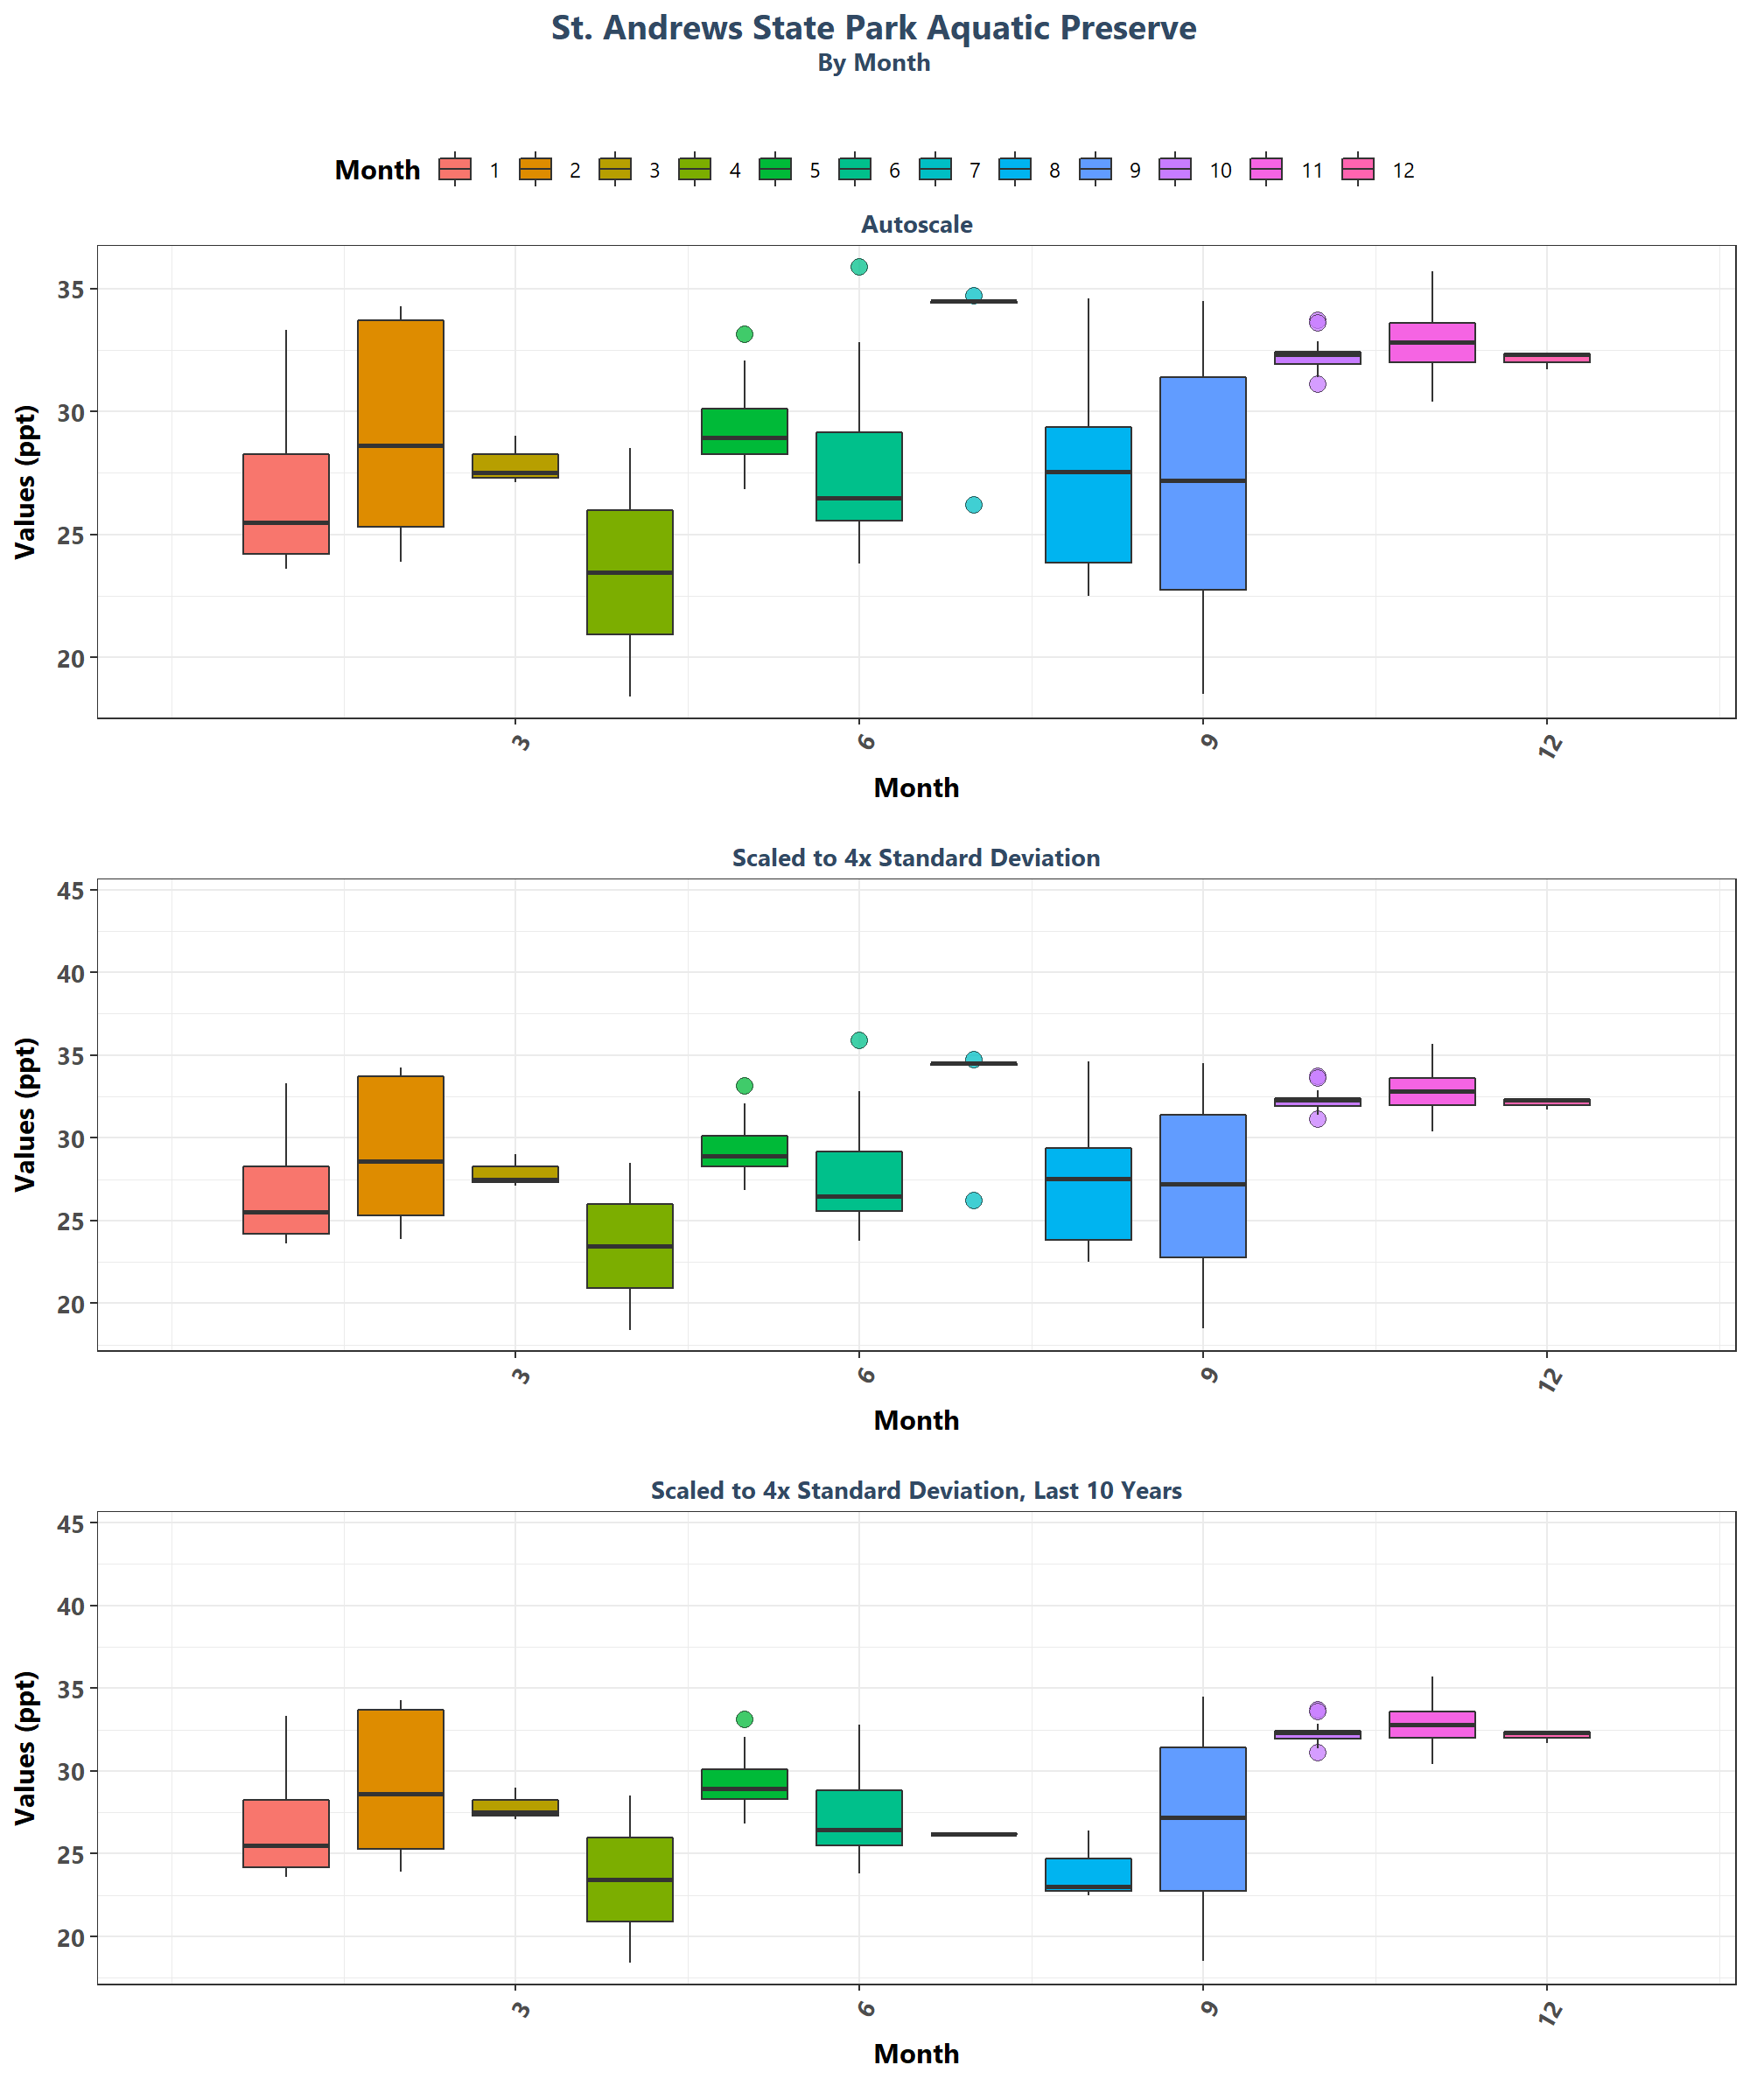 St. Andrews State Park Aquatic Preserve
By Month
Month 1 2 3 4 5 6 7 8 9 10 11 12
Autoscale
Values (ppt)
35
30
25
20
3 6 9 12
Month
Scaled to 4x Standard Deviation
Values (ppt)
45
40
35
30
25
20
3 6 9 12
Month
Scaled to 4x Standard Deviation, Last 10 Years
Values (ppt)
45
40
35
30
25
20
3 6 9 12
Month